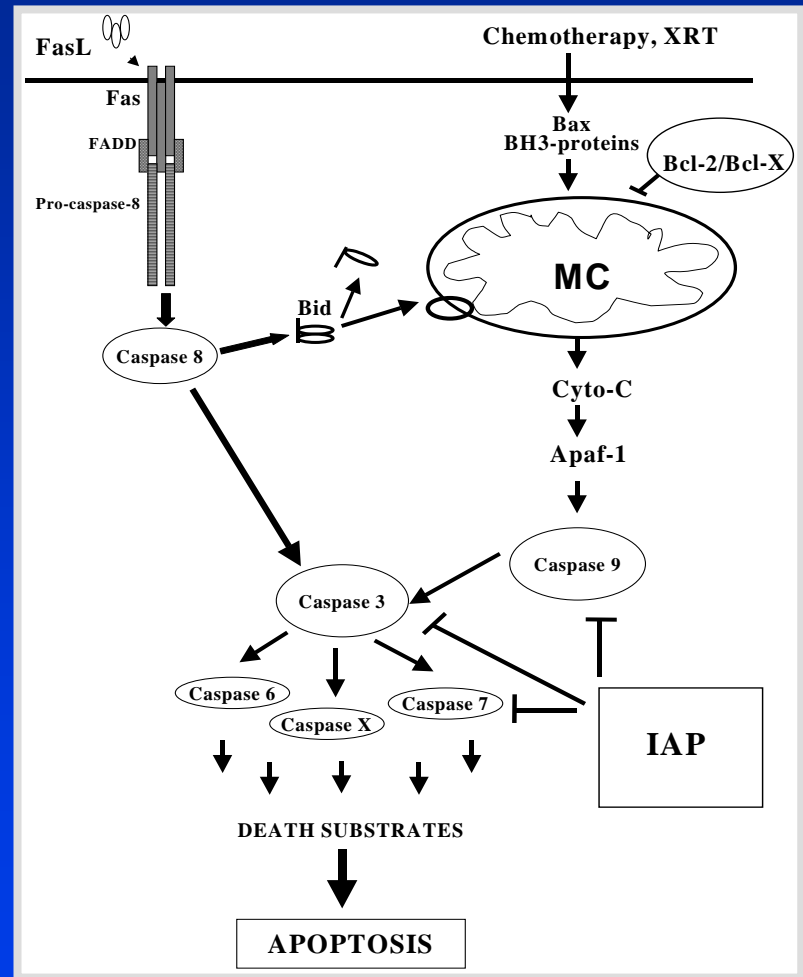 FasL
Chemotherapy, XRT
Fas
FADD
Pro-caspase-8
Bax
BH3-proteins
Bcl-2/Bcl-X
MC
Bid
Caspase 8
Cyto-C
Apaf-1
Caspase 9
Caspase 3
Caspase 6
Caspase X
Caspase 7
IAP
DEATH SUBSTRATES
APOPTOSIS